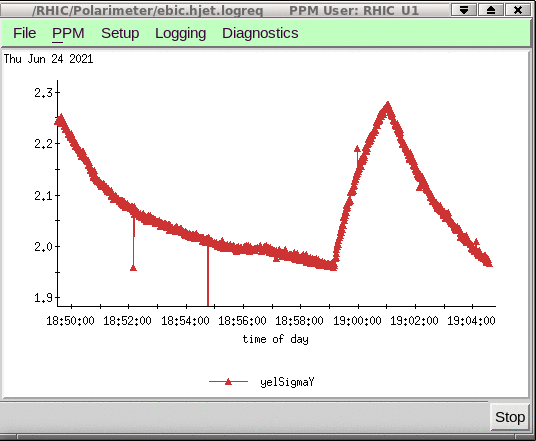 /RHIC/Polarimeter/ebic.hjet.logreq PPM User: RHIC_U1
File PPM Setup Logging Diagnostics
Thu Jun 24 2021
2.3
2.2
2.1
2.0
1.9
18:50:00 18:52:00 18:54:00 18:56:00 18:58:00 19:00:00 19:02:00 19:04:00
time of day
yelSigmaY
Stop